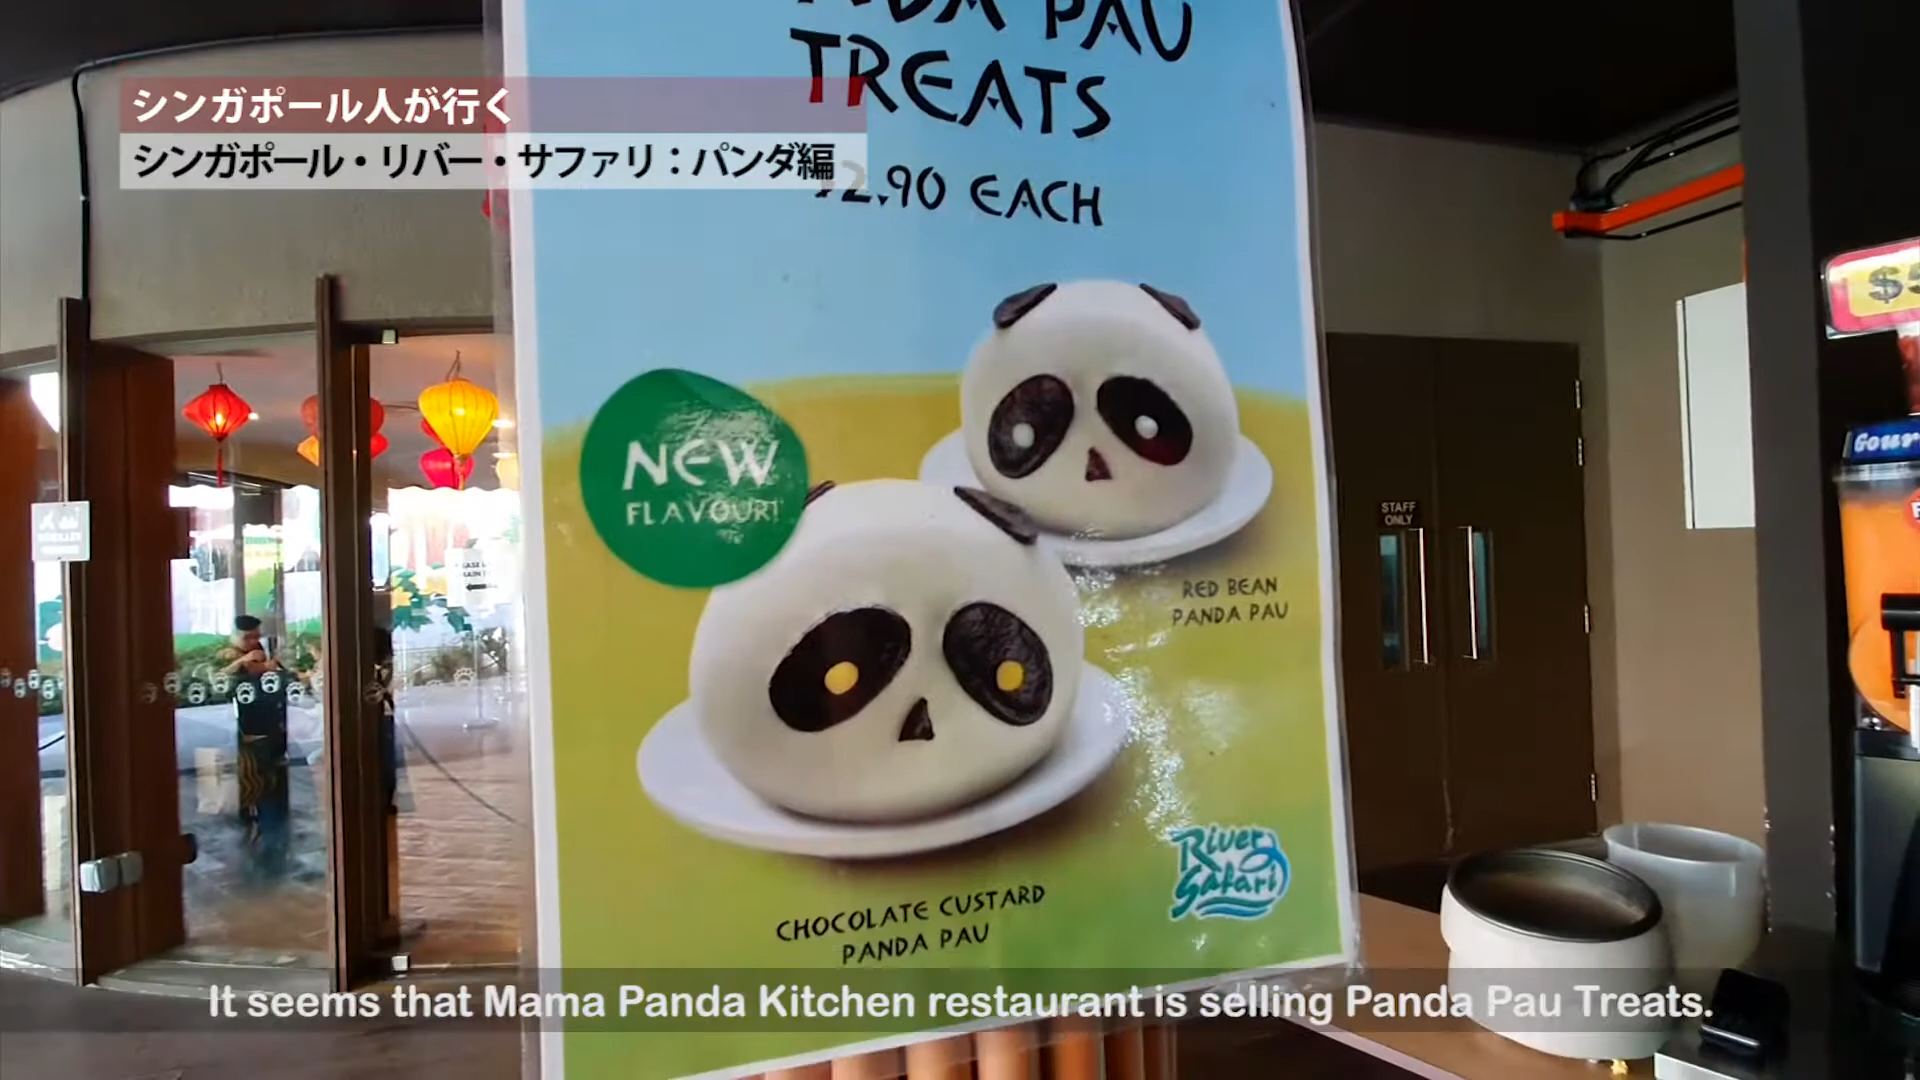 シンガポール人が行く
シンガポール・リバー・サファリ：パンダ編
PAU
TREATS
2.90 EACH
NEW
FLAVOUR!
RED BEAN
PANDA PAU
CHOCOLATE CUSTARD
PANDA PAU
River
Safari
STAFF
ONLY
It seems that Mama Panda Kitchen restaurant is selling Panda Pau Treats.